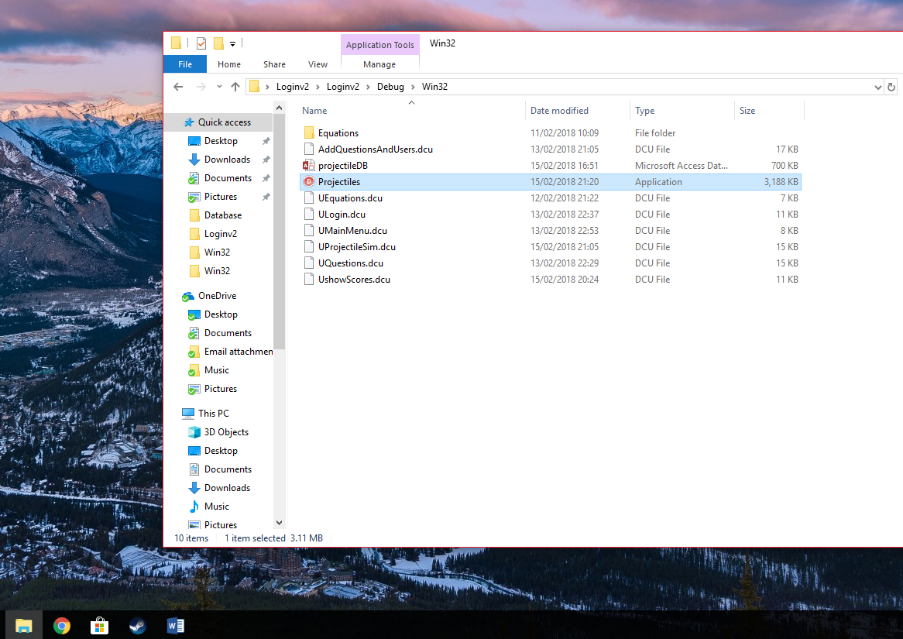 Application Tools Win32
File Home Share View Manage
Loginv2 Loginv2 Debug Win32
Name Date modified Type Size
Quick access
Desktop
Downloads
Documents
Pictures
Database
Loginv2
Win32
Win32
OneDrive
Desktop
Documents
Email attachmen
Music
Pictures
This PC
3D Objects
Desktop
Documents
Downloads
Music
Pictures
Equations 11/02/2018 10:09 File folder
AddQuestionsAndUsers.dcu 13/02/2018 21:05 DCU File 17 KB
projectileDB 15/02/2018 16:51 Microsoft Access Dat... 700 KB
Projectiles 15/02/2018 21:20 Application 3,188 KB
UEquations.dcu 12/02/2018 21:22 DCU File 7 KB
ULogin.dcu 13/02/2018 22:37 DCU File 11 KB
UMainMenu.dcu 13/02/2018 22:53 DCU File 8 KB
UProjectileSim.dcu 15/02/2018 21:05 DCU File 15 KB
UQuestions.dcu 13/02/2018 22:29 DCU File 15 KB
UshowScores.dcu 15/02/2018 20:24 DCU File 11 KB
10 items 1 item selected 3.11 MB